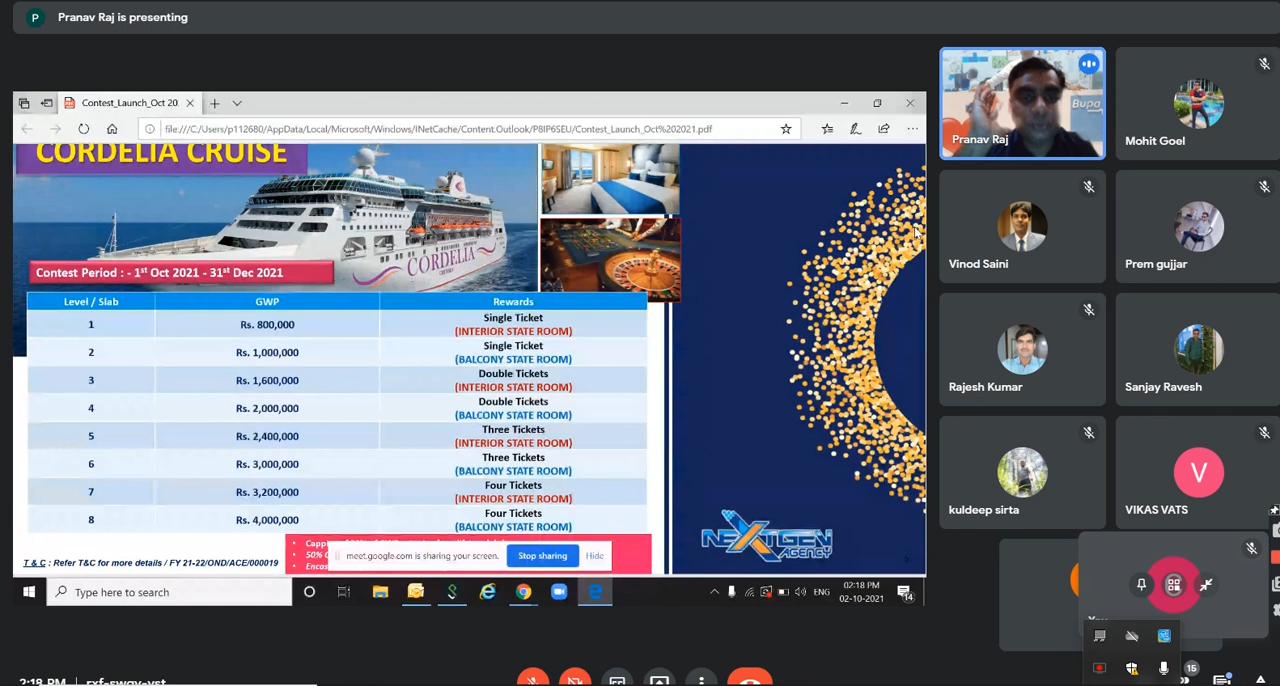 P Pranav Raj is presenting
Contest_Launch_Oct 20
file:///C:/Users/p112680/AppData/Local/Microsoft/Windows/INetCache/Content.Outlook/P8IP6SEU/Contest_Launch_Oct%202021.pdf
CORDELIA CRUISE
CORDELIA
Contest Period : - 1st Oct 2021 - 31st Dec 2021
Level / Slab GWP Rewards
1 Rs. 800,000 Single Ticket
(INTERIOR STATE ROOM)
2 Rs. 1,000,000 Single Ticket
(BALCONY STATE ROOM)
3 Rs. 1,600,000 Double Tickets
(INTERIOR STATE ROOM)
4 Rs. 2,000,000 Double Tickets
(BALCONY STATE ROOM)
5 Rs. 2,400,000 Three Tickets
(INTERIOR STATE ROOM)
6 Rs. 3,000,000 Three Tickets
(BALCONY STATE ROOM)
7 Rs. 3,200,000 Four Tickets
(INTERIOR STATE ROOM)
8 Rs. 4,000,000 Four Tickets
(BALCONY STATE ROOM)
50%
meet.google.com is sharing your screen. Stop sharing Hide
T & C : Refer T&C for more details / FY 21-22/OND/ACE/000019
NEXTGEN
AGENCY
Type here to search
ENG
02:18 PM
02-10-2021
14
Bupa
Pranav Raj
Mohit Goel
Vinod Saini
Prem gujjar
Rajesh Kumar
Sanjay Ravesh
kuldeep sirta
V
VIKAS VATS
15
2:18 PM